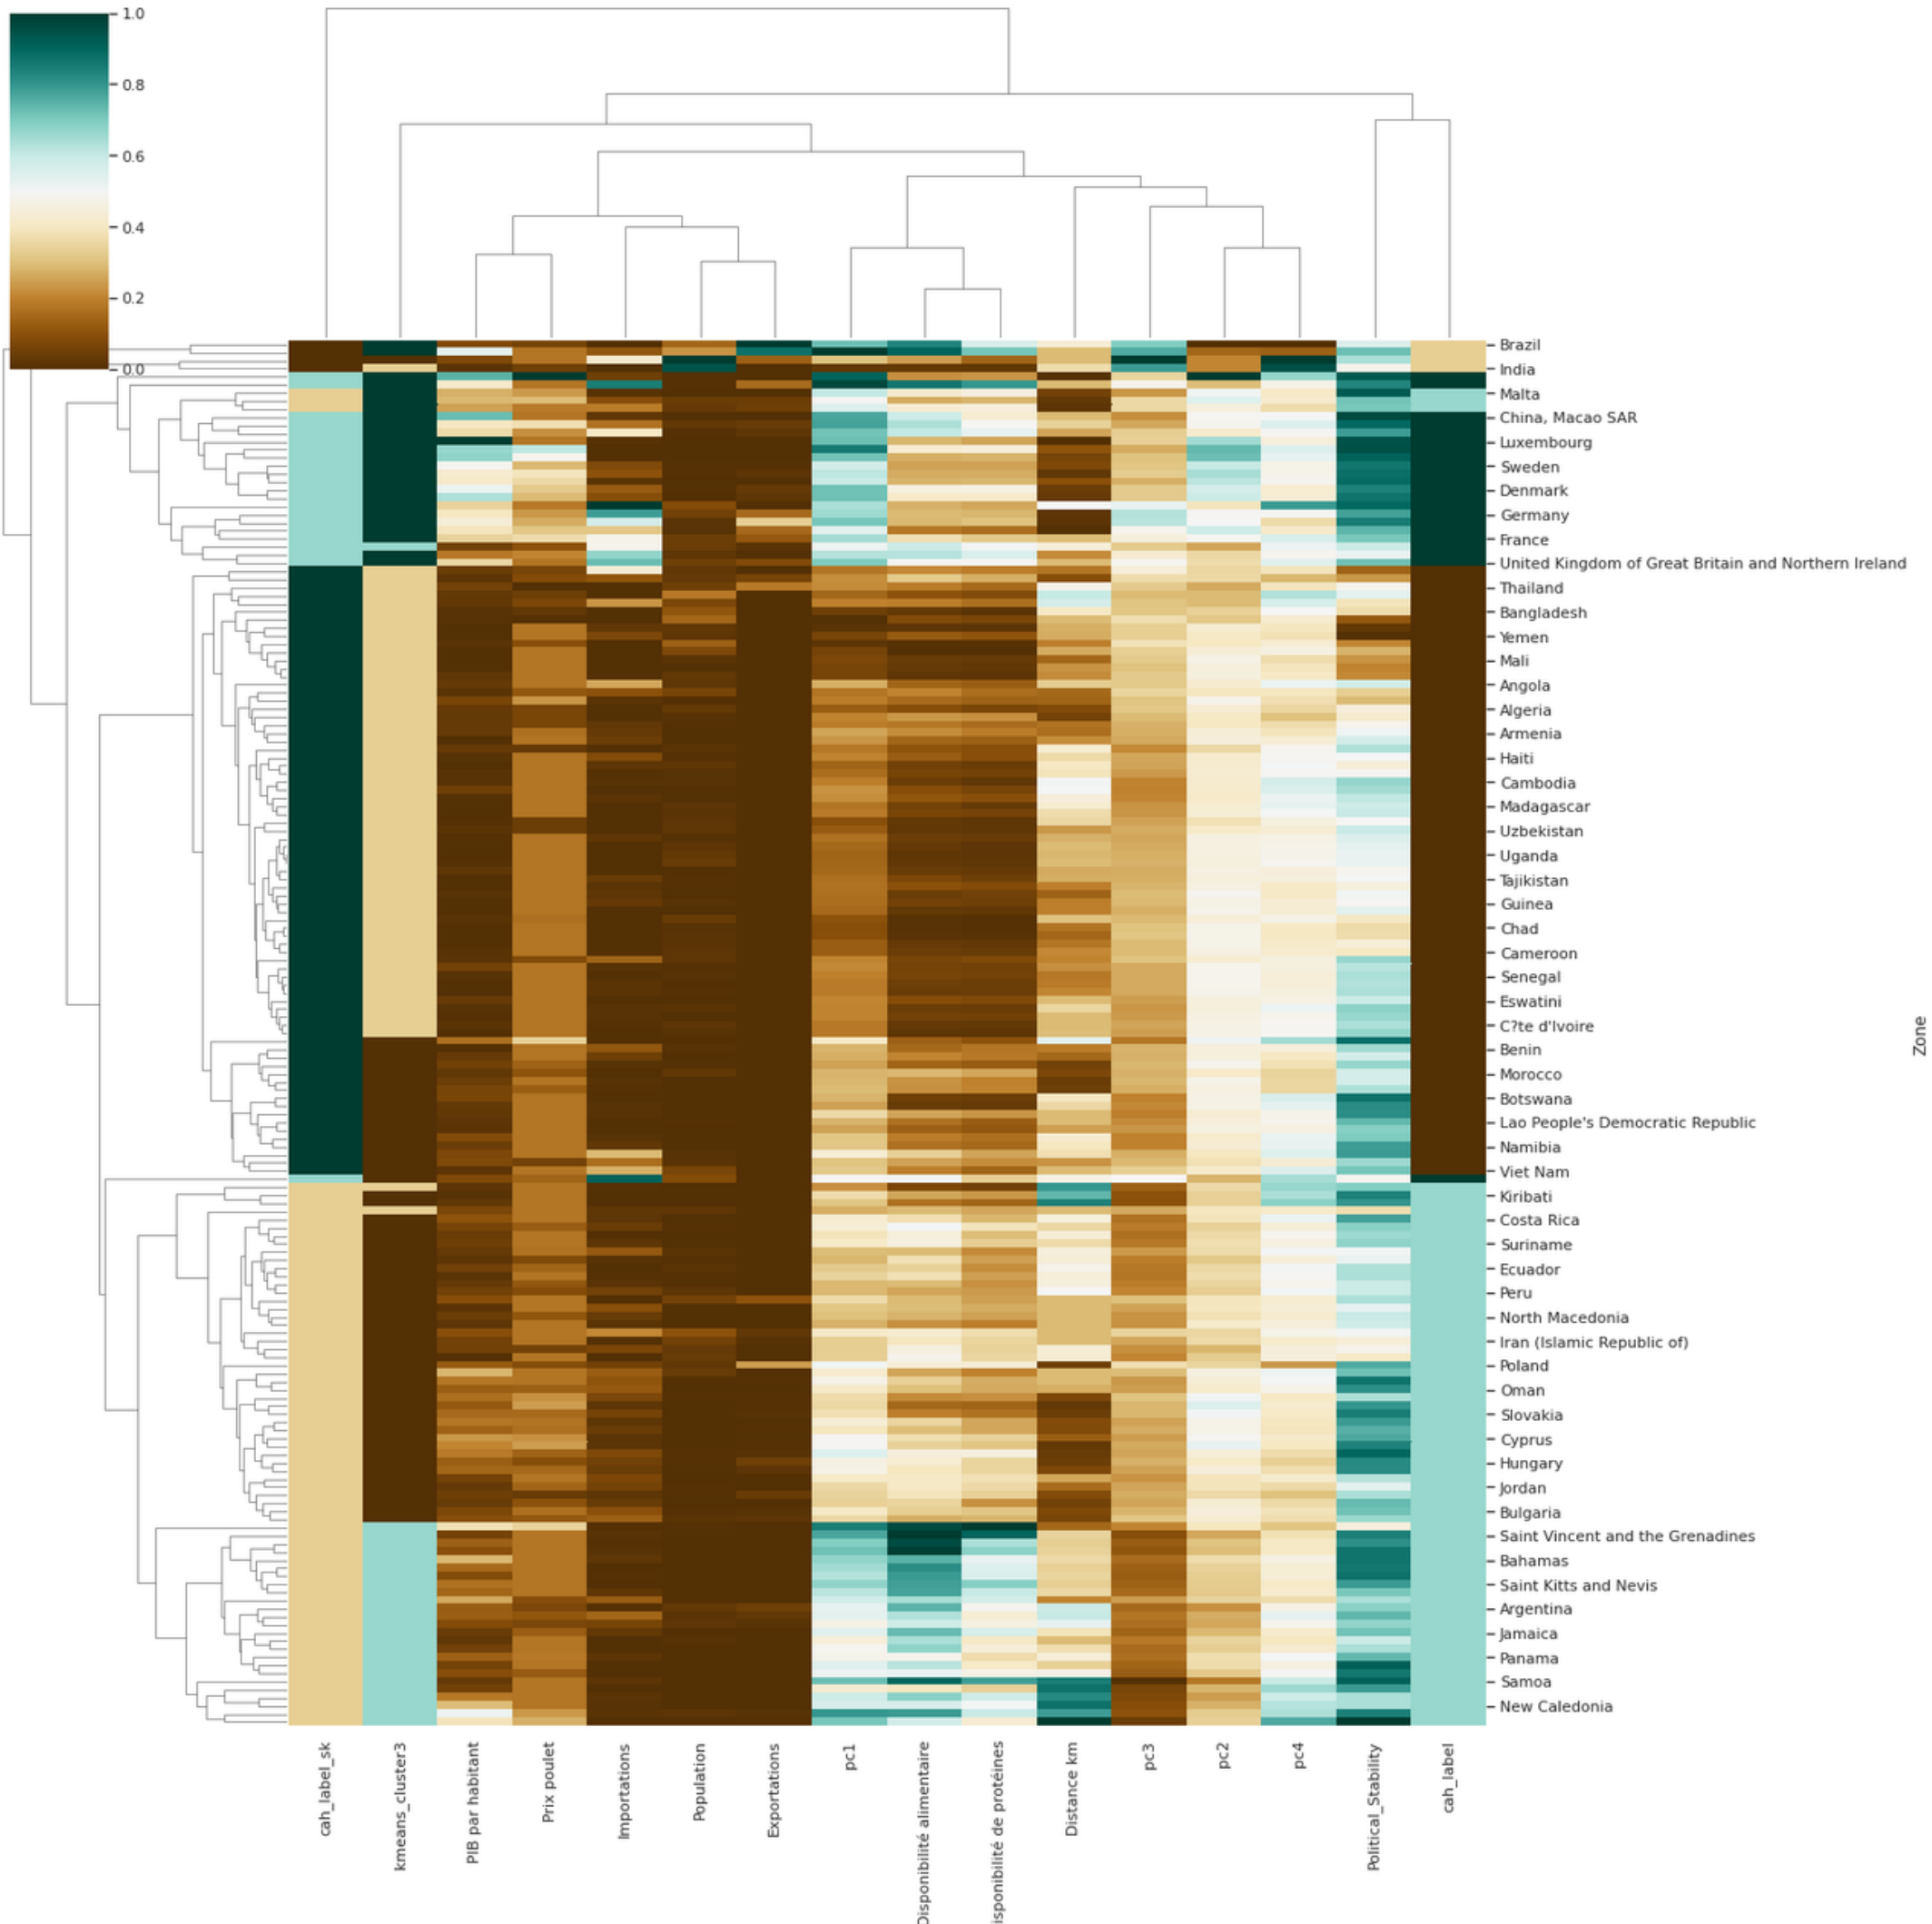 1.0
0.8
0.6
0.4
0.2
0.0
Brazil
India
Malta
China, Macao SAR
Luxembourg
Sweden
Denmark
Germany
France
United Kingdom of Great Britain and Northern Ireland
Thailand
Bangladesh
Yemen
Mali
Angola
Algeria
Armenia
Haiti
Cambodia
Madagascar
Uzbekistan
Uganda
Tajikistan
Guinea
Chad
Cameroon
Senegal
Eswatini
C?te d'Ivoire
Benin
Morocco
Botswana
Lao People's Democratic Republic
Namibia
Viet Nam
Kiribati
Costa Rica
Suriname
Ecuador
Peru
North Macedonia
Iran (Islamic Republic of)
Poland
Oman
Slovakia
Cyprus
Hungary
Jordan
Bulgaria
Saint Vincent and the Grenadines
Bahamas
Saint Kitts and Nevis
Argentina
Jamaica
Panama
Samoa
New Caledonia
Zone
cah_label_sk
kmeans_cluster3
PIB par habitant
Prix poulet
Importations
Population
Exportations
pc1
Disponibilité alimentaire
isponibilité de protéines
Distance km
pc3
pc2
pc4
Political_Stability
cah_label